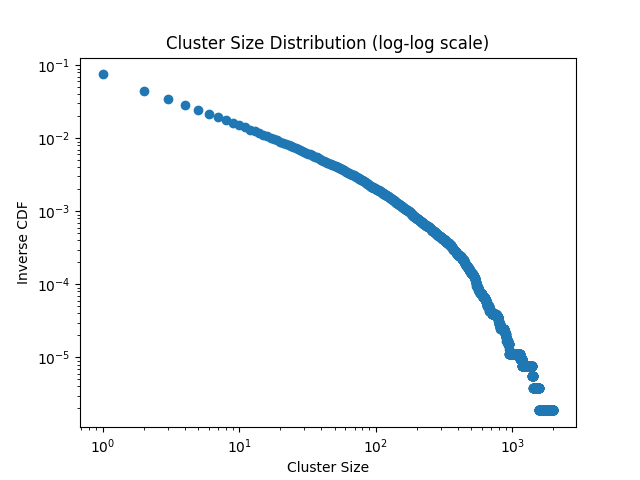 Cluster Size Distribution (log-log scale)
10⁻¹
10⁻²
10⁻³
10⁻⁴
10⁻⁵
Inverse CDF
10⁰ 10¹ 10² 10³
Cluster Size